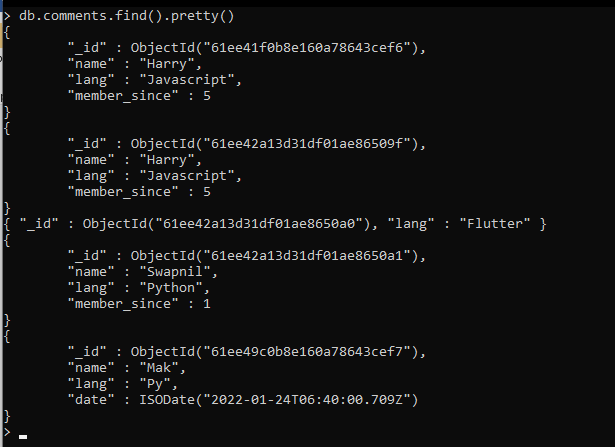 > db.comments.find().pretty()
{
        "_id" : ObjectId("61ee41f0b8e160a78643cef6"),
        "name" : "Harry",
        "lang" : "Javascript",
        "member_since" : 5
}
{
        "_id" : ObjectId("61ee42a13d31df01ae86509f"),
        "name" : "Harry",
        "lang" : "Javascript",
        "member_since" : 5
}
{ "_id" : ObjectId("61ee42a13d31df01ae8650a0"), "lang" : "Flutter" }
{
        "_id" : ObjectId("61ee42a13d31df01ae8650a1"),
        "name" : "Swapnil",
        "lang" : "Python",
        "member_since" : 1
}
{
        "_id" : ObjectId("61ee49c0b8e160a78643cef7"),
        "name" : "Mak",
        "lang" : "Py",
        "date" : ISODate("2022-01-24T06:40:00.709Z")
}
>